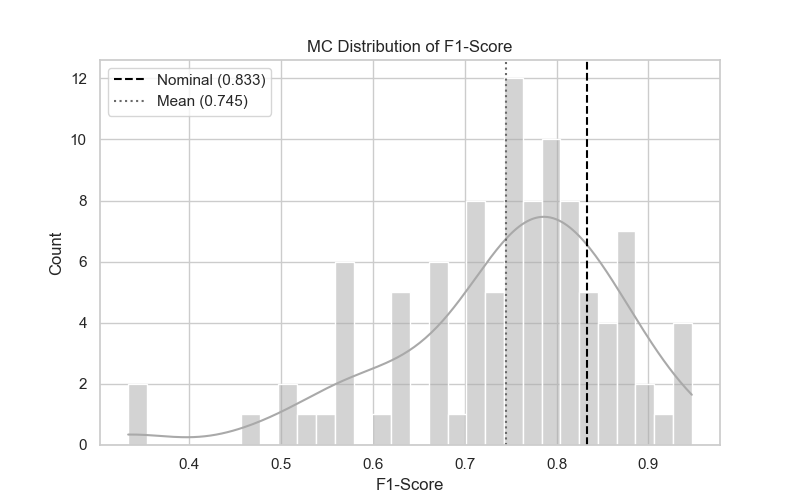 MC Distribution of F1-Score
Nominal (0.833)
Mean (0.745)
Count
12
10
8
6
4
2
0
0.4 0.5 0.6 0.7 0.8 0.9
F1-Score